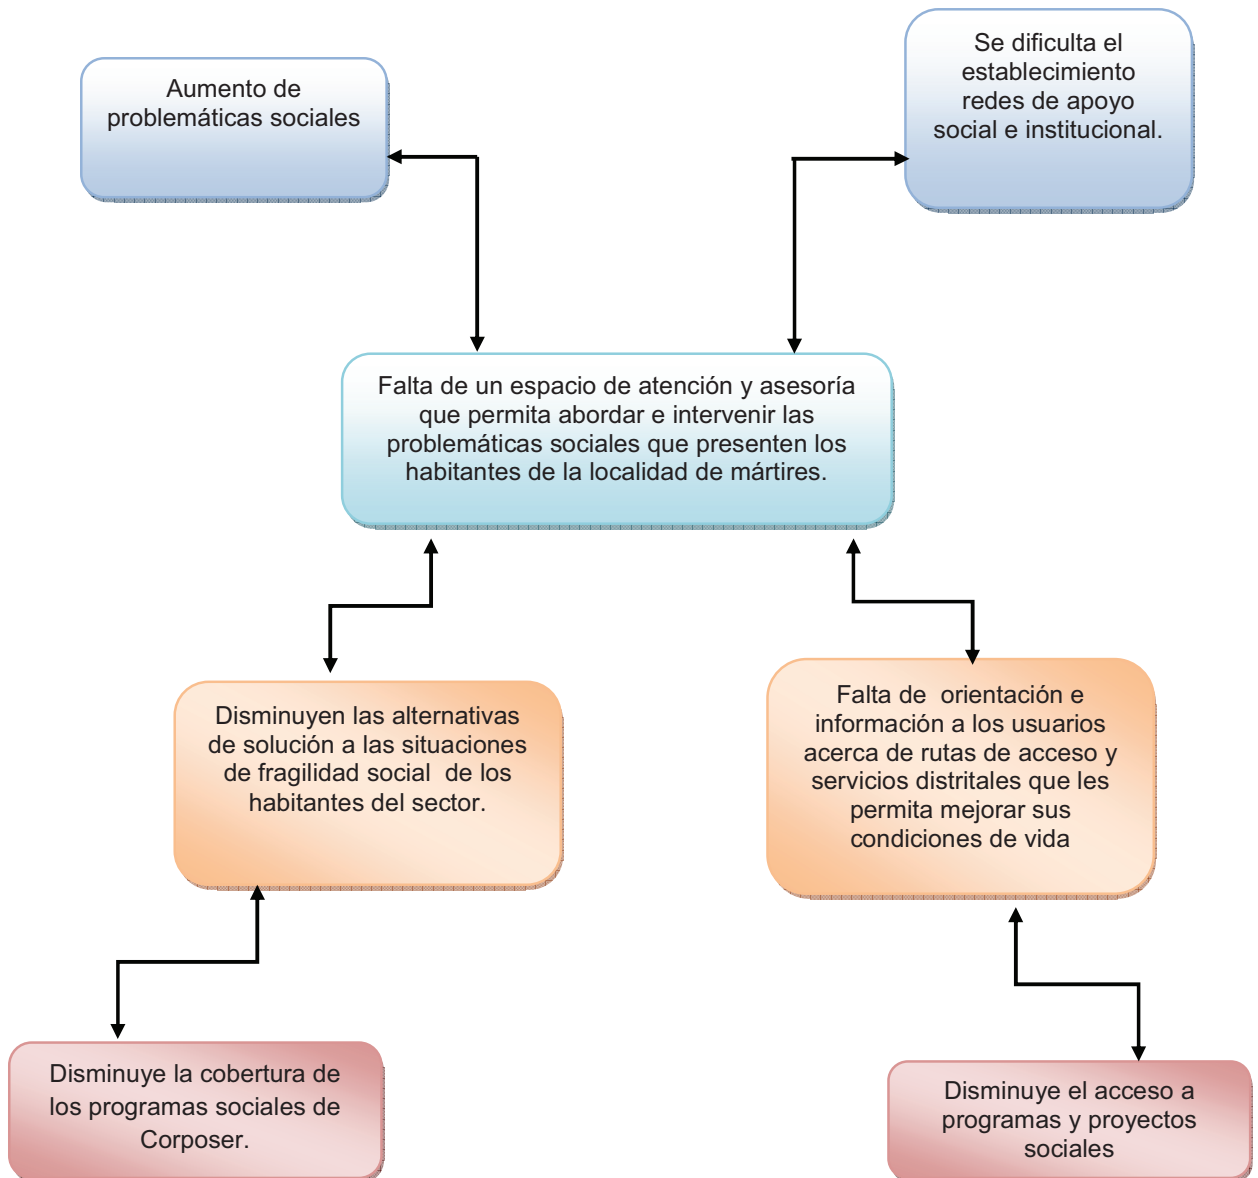 Aumento de
problemáticas sociales
Se dificulta el
establecimiento
redes de apoyo
social e institucional.
Falta de un espacio de atención y asesoría
que permita abordar e intervenir las
problemáticas sociales que presenten los
habitantes de la localidad de mártires.
Disminuyen las alternativas
de solución a las situaciones
de fragilidad social de los
habitantes del sector.
Falta de orientación e
información a los usuarios
acerca de rutas de acceso y
servicios distritales que les
permita mejorar sus
condiciones de vida
Disminuye la cobertura de
los programas sociales de
Corposer.
Disminuye el acceso a
programas y proyectos
sociales